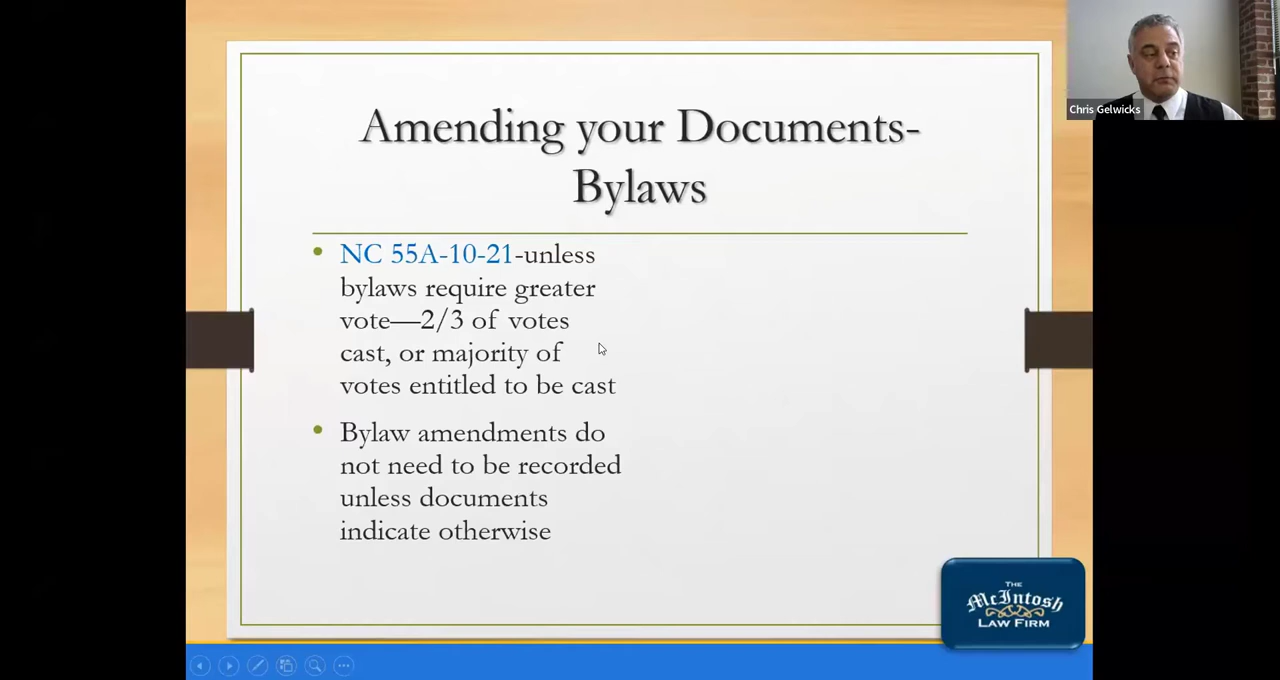 Amending your Documents-
Bylaws
NC 55A-10-21-unless
bylaws require greater
vote—2/3 of votes
cast, or majority of
votes entitled to be cast
Bylaw amendments do
not need to be recorded
unless documents
indicate otherwise
Chris Gelwicks
THE
McIntosh
LAW FIRM